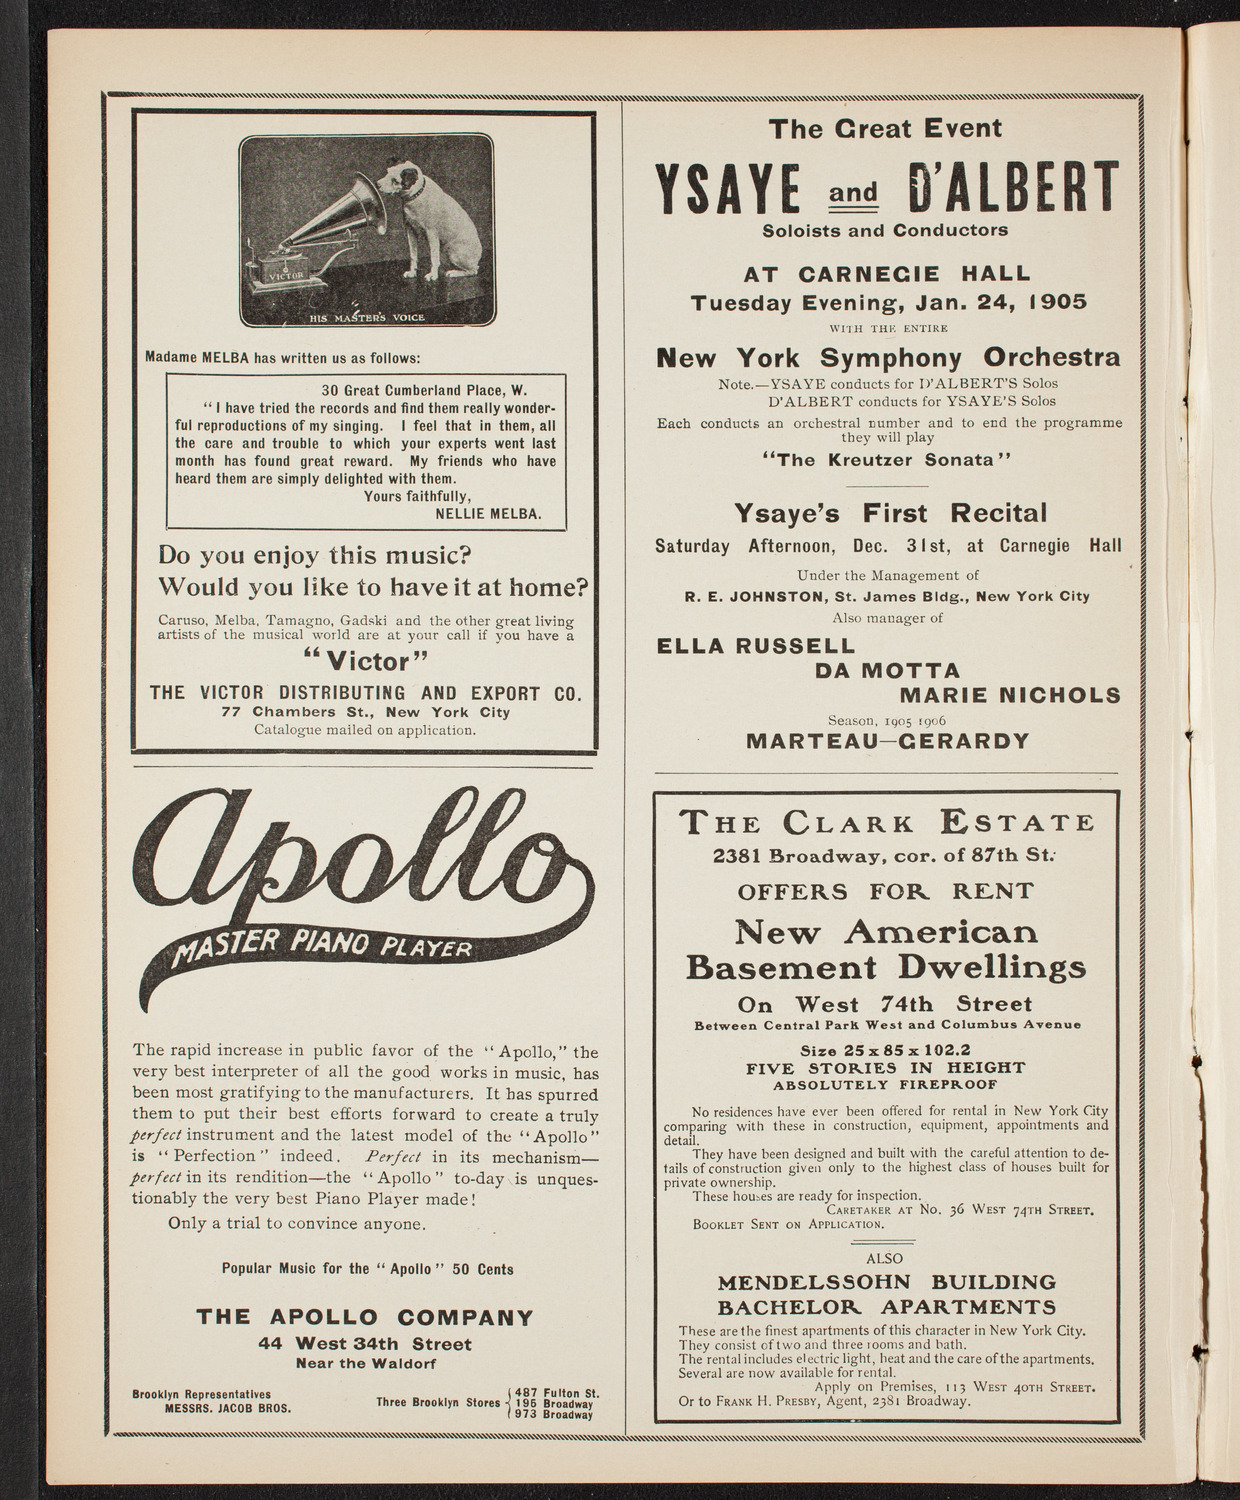 VICTOR
HIS MASTER'S VOICE
Madame MELBA has written us as follows:
30 Great Cumberland Place, W.
"I have tried the records and find them really wonder-
ful reproductions of my singing. I feel that in them, all
the care and trouble to which your experts went last
month has found great reward. My friends who have
heard them are simply delighted with them.
Yours faithfully,
NELLIE MELBA.
Do you enjoy this music?
Would you like to have it at home?
Caruso, Melba, Tamagno, Gadski and the other great living
artists of the musical world are at your call if you have a
"Victor"
THE VICTOR DISTRIBUTING AND EXPORT CO.
77 Chambers St., New York City
Catalogue mailed on application.
Apollo
MASTER PIANO PLAYER
The rapid increase in public favor of the "Apollo," the
very best interpreter of all the good works in music, has
been most gratifying to the manufacturers. It has spurred
them to put their best efforts forward to create a truly
perfect instrument and the latest model of the "Apollo"
is "Perfection" indeed. Perfect in its mechanism—
perfect in its rendition—the "Apollo" to-day is unques-
tionably the very best Piano Player made!
Only a trial to convince anyone.
Popular Music for the "Apollo" 50 Cents
THE APOLLO COMPANY
44 West 34th Street
Near the Waldorf
Brooklyn Representatives
MESSRS. JACOB BROS.
Three Brooklyn Stores
487 Fulton St.
195 Broadway
973 Broadway
The Great Event
YSAYE and D'ALBERT
Soloists and Conductors
AT CARNEGIE HALL
Tuesday Evening, Jan. 24, 1905
WITH THE ENTIRE
New York Symphony Orchestra
Note.—YSAYE conducts for D'ALBERT'S Solos
D'ALBERT conducts for YSAYE'S Solos
Each conducts an orchestral number and to end the programme
they will play
"The Kreutzer Sonata"
Ysaye's First Recital
Saturday Afternoon, Dec. 31st, at Carnegie Hall
Under the Management of
R. E. JOHNSTON, St. James Bldg., New York City
Also manager of
ELLA RUSSELL
DA MOTTA
MARIE NICHOLS
Season, 1905 1906
MARTEAU—GERARDY
THE CLARK ESTATE
2381 Broadway, cor. of 87th St.
OFFERS FOR RENT
New American
Basement Dwellings
On West 74th Street
Between Central Park West and Columbus Avenue
Size 25 x 85 x 102.2
FIVE STORIES IN HEIGHT
ABSOLUTELY FIREPROOF
No residences have ever been offered for rental in New York City
comparing with these in construction, equipment, appointments and
detail.
They have been designed and built with the careful attention to de-
tails of construction given only to the highest class of houses built for
private ownership.
These houses are ready for inspection.
CARETAKER AT NO. 36 WEST 74TH STREET.
BOOKLET SENT ON APPLICATION.
ALSO
MENDELSSOHN BUILDING
BACHELOR APARTMENTS
These are the finest apartments of this character in New York City.
They consist of two and three rooms and bath.
The rental includes electric light, heat and the care of the apartments.
Several are now available for rental.
Apply on Premises, 113 WEST 40TH STREET.
Or to FRANK H. PRESBY, Agent, 2381 Broadway.